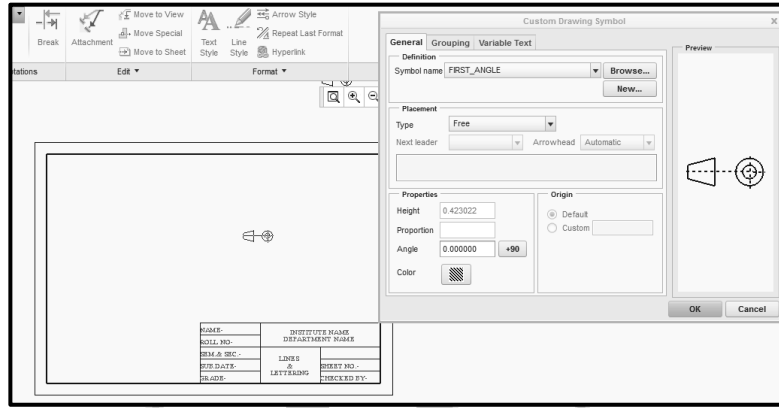 Break
Attachment
Move to View
Move Special
Move to Sheet
Text Style
Line Style
Arrow Style
Repeat Last Format
Hyperlink
tations
Edit
Format
Custom Drawing Symbol
X
General Grouping Variable Text
Definition
Symbol name FIRST_ANGLE Browse...
New...
Placement
Type Free
Next leader Arrowhead Automatic
Properties
Height 0.423022
Proportion
Angle 0.000000 +90
Color
Origin
Default
Custom
Preview
OK Cancel
NAME-
ROLL NO-
SEM.& SEC.-
SUB.DATE-
GRADE-
INSTITUTE NAME
DEPARTMENT NAME
LINES
&
LETTERING
SHEET NO.-
CHECKED BY-